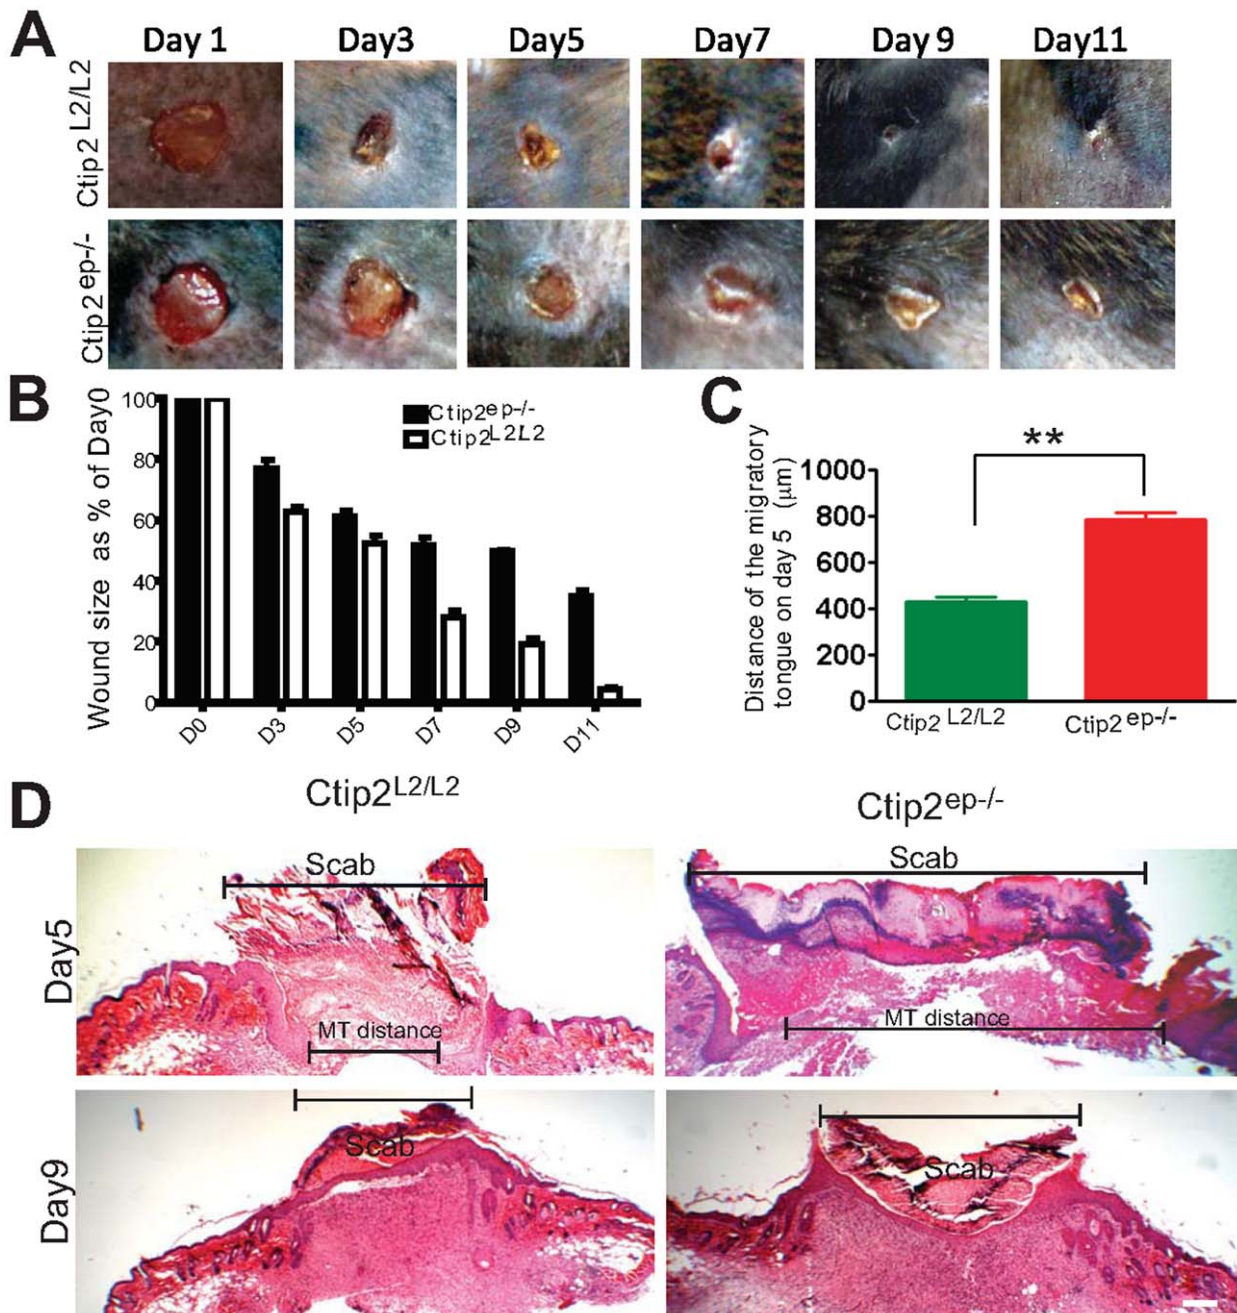 A
Day 1 Day3 Day5 Day7 Day 9 Day11
Ctip2 L2/L2
Ctip2 ep-/-
B
Wound size as % of Day0
100
80
60
40
20
0
Ctip2ep-/-
Ctip2L2/L2
D0 D3 D5 D7 D9 D11
C
Distance of the migratory
tongue on day 5 (μm)
**
1000
800
600
400
200
0
Ctip2 L2/L2 Ctip2 ep-/-
D
Ctip2L2/L2 Ctip2ep-/-
Day5
Scab Scab
MT distance MT distance
Day9
Scab Scab